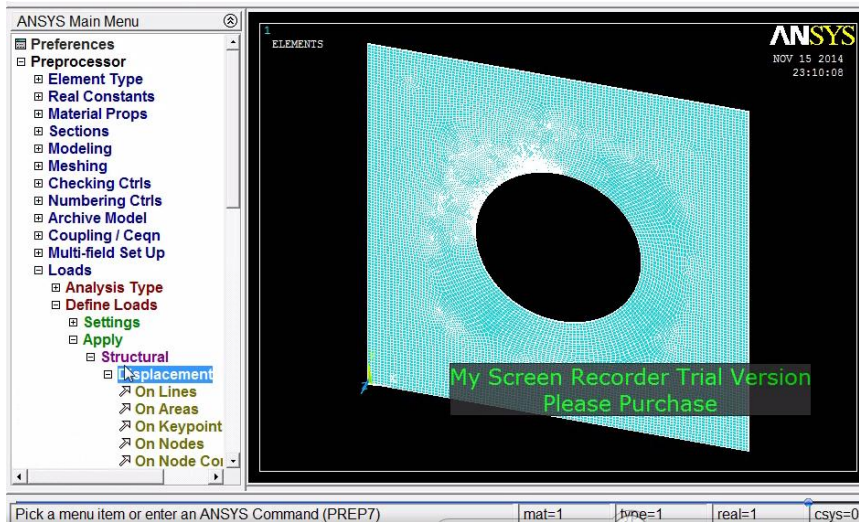 ANSYS Main Menu
Preferences
Preprocessor
Element Type
Real Constants
Material Props
Sections
Modeling
Meshing
Checking Ctrls
Numbering Ctrls
Archive Model
Coupling / Ceqn
Multi-field Set Up
Loads
Analysis Type
Define Loads
Settings
Apply
Structural
Displacement
On Lines
On Areas
On Keypoint
On Nodes
On Node Co
1
ELEMENTS
ANSYS
NOV 15 2014
23:10:08
My Screen Recorder Trial Version
Please Purchase
Pick a menu item or enter an ANSYS Command (PREP7)
mat=1
type=1
real=1
csys=0